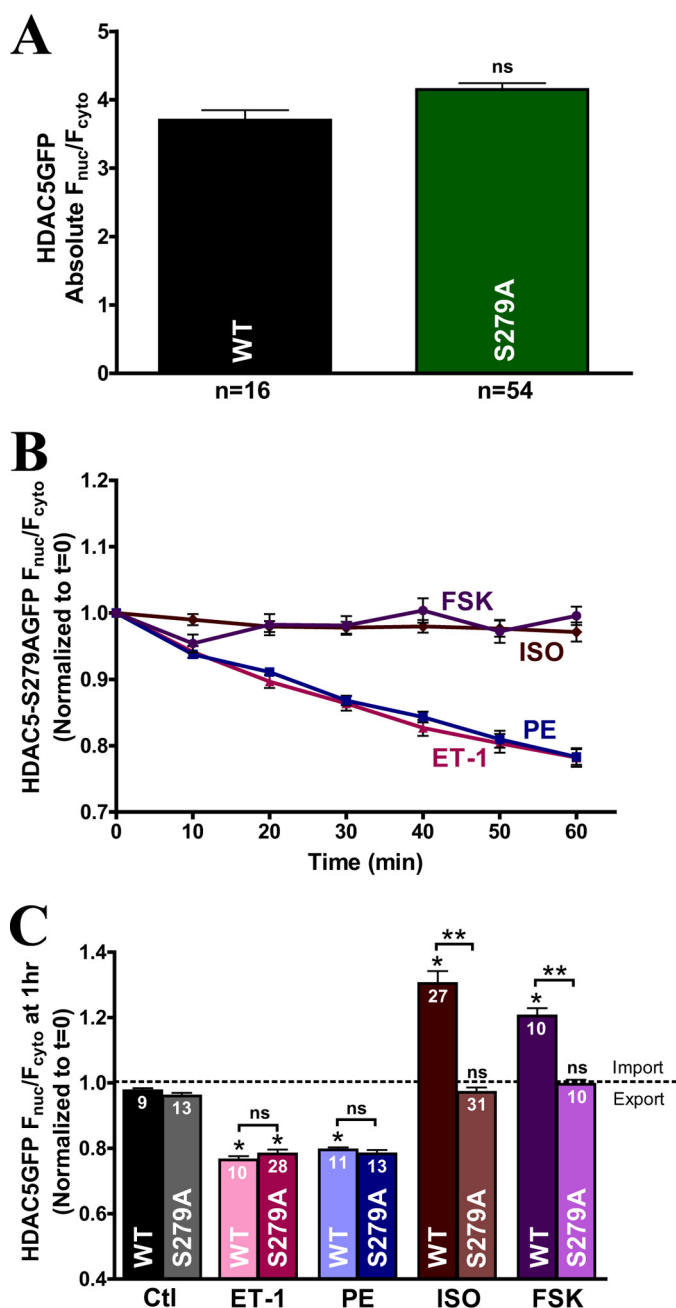 A
HDAC5GFP
Absolute Fnuc/Fcyto
5
4
3
2
1
0
ns
WT
S279A
n=16
n=54
B
HDAC5-S279AGFP Fnuc/Fcyto
(Normalized to t=0)
1.2
1.1
1.0
0.9
0.8
0.7
FSK
ISO
PE
ET-1
0 10 20 30 40 50 60
Time (min)
C
HDAC5GFP Fnuc/Fcyto at 1hr
(Normalized to t=0)
1.4
1.2
1.0
0.8
0.6
0.4
** **
* *
27 10
ns ns
Import
Export
9 13 31 10
ns ns
* * *
10 28 11 13
WT S279A WT S279A WT S279A WT S279A WT S279A
Ctl ET-1 PE ISO FSK